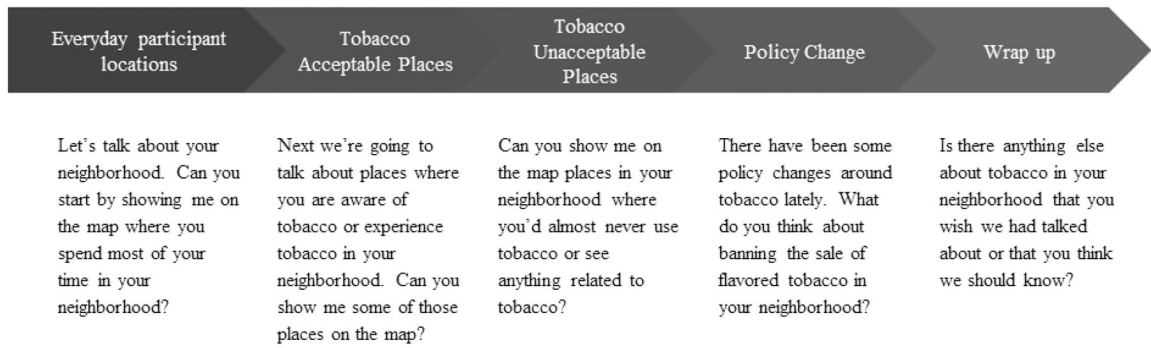 Everyday participant
locations
Tobacco
Acceptable Places
Tobacco
Unacceptable
Places
Policy Change
Wrap up
Let’s talk about your
neighborhood. Can you
start by showing me on
the map where you
spend most of your
time in your
neighborhood?
Next we’re going to
talk about places where
you are aware of
tobacco or experience
tobacco in your
neighborhood. Can you
show me some of those
places on the map?
Can you show me on
the map places in your
neighborhood where
you’d almost never use
tobacco or see
anything related to
tobacco?
There have been some
policy changes around
tobacco lately. What
do you think about
banning the sale of
flavored tobacco in
your neighborhood?
Is there anything else
about tobacco in your
neighborhood that you
wish we had talked
about or that you think
we should know?